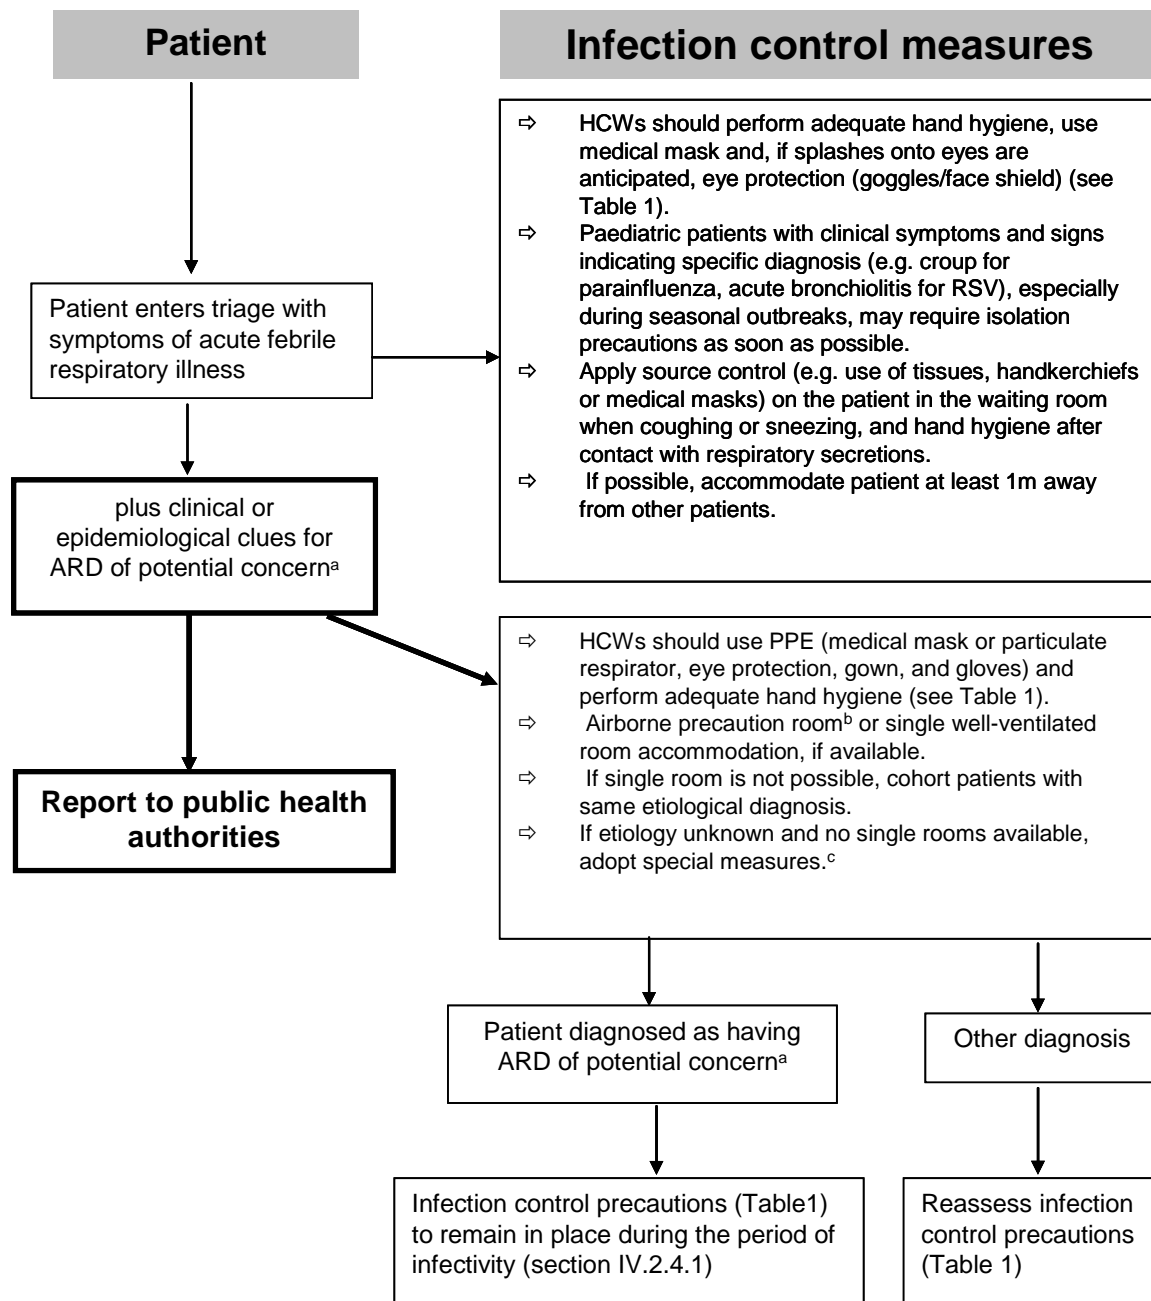 Patient
Infection control measures
⇨ HCWs should perform adequate hand hygiene, use
medical mask and, if splashes onto eyes are
anticipated, eye protection (goggles/face shield) (see
Table 1).
⇨ Paediatric patients with clinical symptoms and signs
indicating specific diagnosis (e.g. croup for
parainfluenza, acute bronchiolitis for RSV), especially
during seasonal outbreaks, may require isolation
precautions as soon as possible.
⇨ Apply source control (e.g. use of tissues, handkerchiefs
or medical masks) on the patient in the waiting room
when coughing or sneezing, and hand hygiene after
contact with respiratory secretions.
⇨ If possible, accommodate patient at least 1m away
from other patients.
Patient enters triage with
symptoms of acute febrile
respiratory illness
plus clinical or
epidemiological clues for
ARD of potential concernᵃ
⇨ HCWs should use PPE (medical mask or particulate
respirator, eye protection, gown, and gloves) and
perform adequate hand hygiene (see Table 1).
⇨ Airborne precaution roomᵇ or single well-ventilated
room accommodation, if available.
⇨ If single room is not possible, cohort patients with
same etiological diagnosis.
⇨ If etiology unknown and no single rooms available,
adopt special measures.ᶜ
Report to public health
authorities
Patient diagnosed as having
ARD of potential concernᵃ
Other diagnosis
Infection control precautions (Table1)
to remain in place during the period of
infectivity (section IV.2.4.1)
Reassess infection
control precautions
(Table 1)